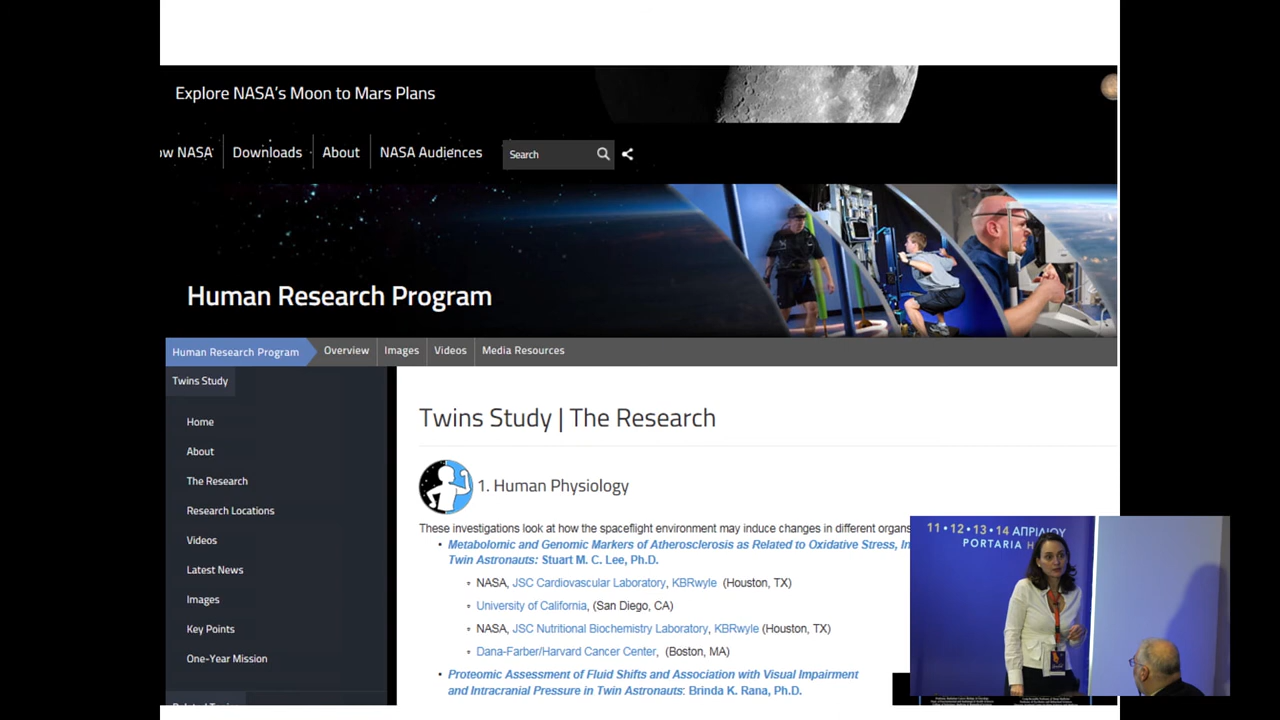 Explore NASA's Moon to Mars Plans
ow NASA Downloads About NASA Audiences Search
Human Research Program
Human Research Program Overview Images Videos Media Resources
Twins Study
Home
About
The Research
Research Locations
Videos
Latest News
Images
Key Points
One-Year Mission
Twins Study | The Research
1. Human Physiology
These investigations look at how the spaceflight environment may induce changes in different organs
• Metabolomic and Genomic Markers of Atherosclerosis as Related to Oxidative Stress, In
Twin Astronauts: Stuart M. C. Lee, Ph.D.
NASA, JSC Cardiovascular Laboratory, KBRwyle (Houston, TX)
University of California, (San Diego, CA)
NASA, JSC Nutritional Biochemistry Laboratory, KBRwyle (Houston, TX)
Dana-Farber/Harvard Cancer Center, (Boston, MA)
• Proteomic Assessment of Fluid Shifts and Association with Visual Impairment
and Intracranial Pressure in Twin Astronauts: Brinda K. Rana, Ph.D.
11•12•13•14 ΑΠΡΙΛΙΟΥ
PORTARIA H